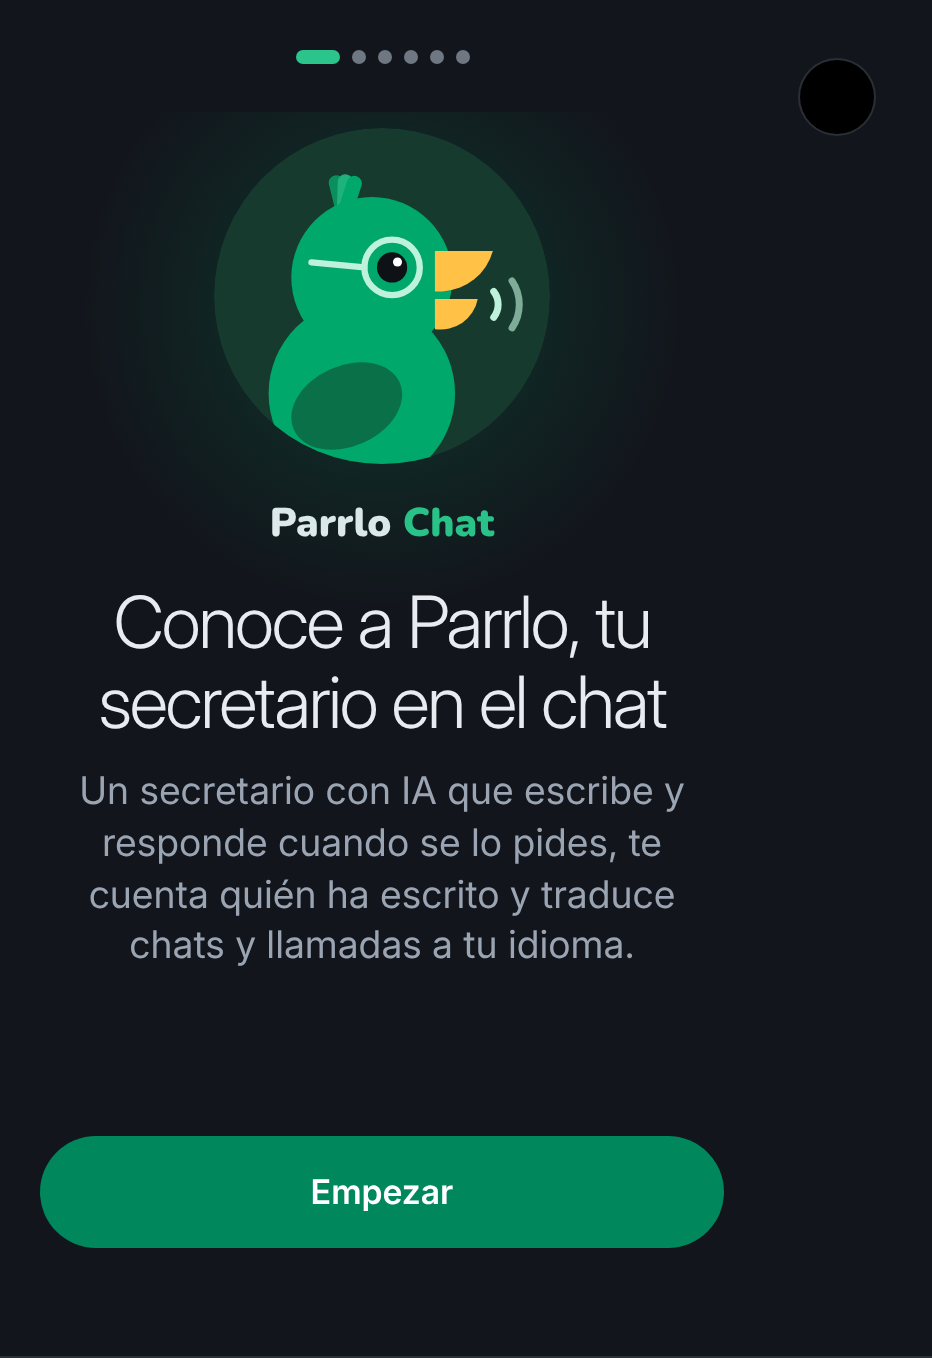 Parrlo Chat
Conoce a Parrlo, tu
secretario en el chat
Un secretario con IA que escribe y
responde cuando se lo pides, te
cuenta quién ha escrito y traduce
chats y llamadas a tu idioma.
Empezar